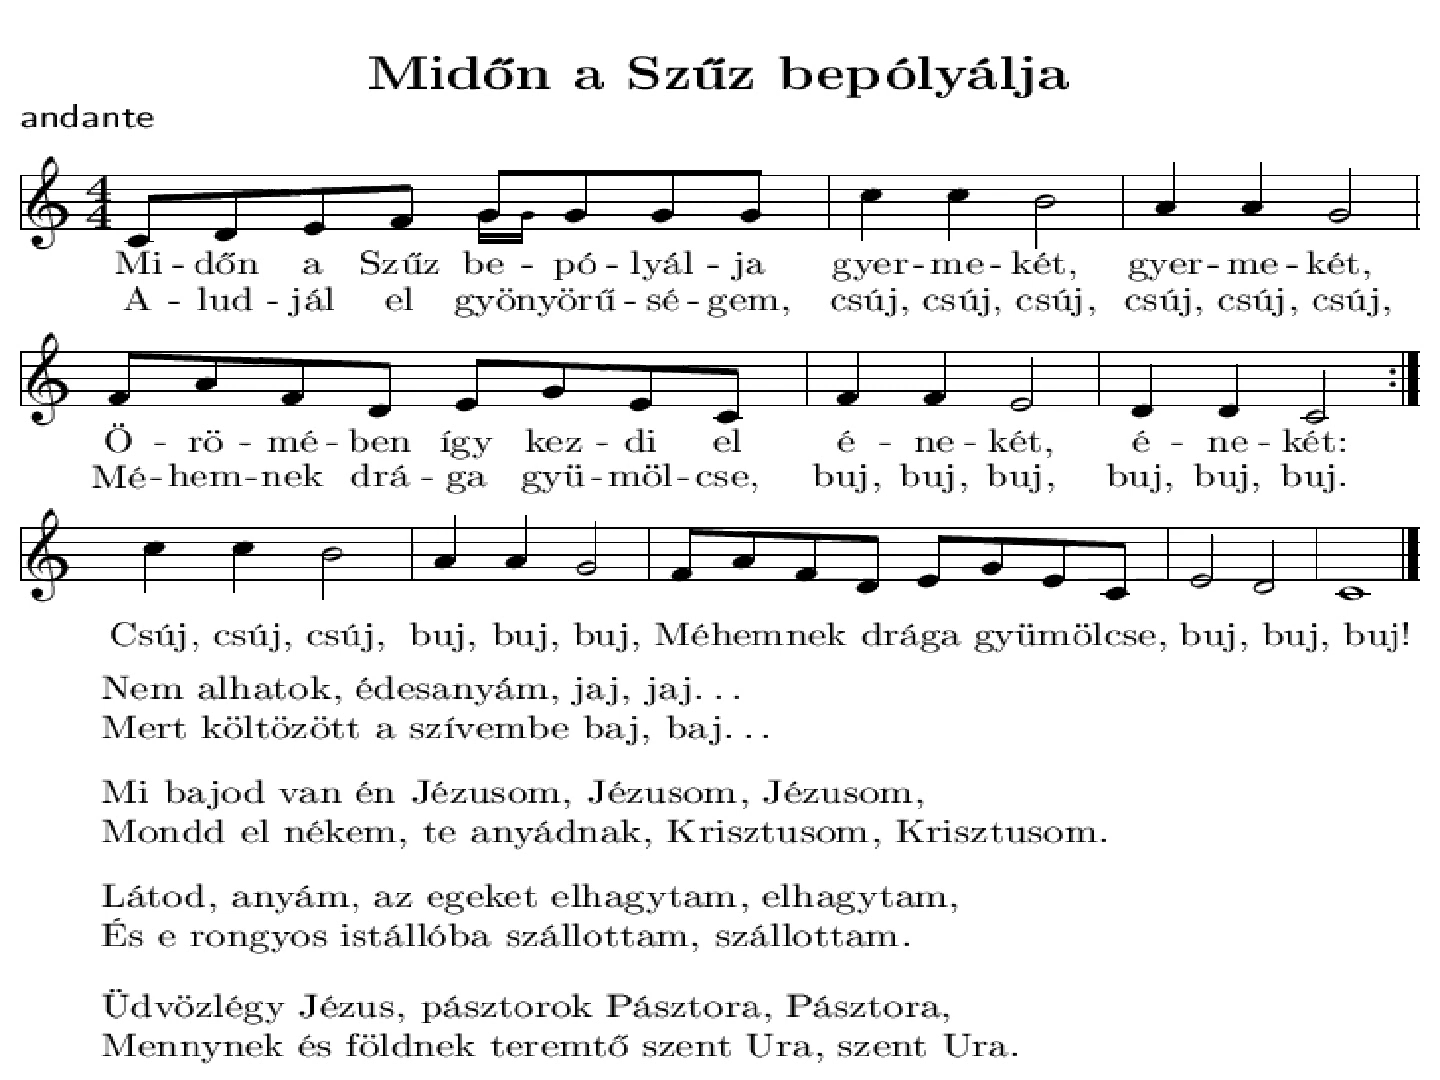 Midőn a Szűz bepólyálja
andante
4
4
Mi - dőn a Szűz be - pó - lyál - ja gyer - me - két, gyer - me - két,
A - lud - jál el gyönyörű - sé - gem, csúj, csúj, csúj, csúj, csúj, csúj,
Ö - rö - mé - ben így kez - di el é - ne - két, é - ne - két:
Mé - hem - nek drá - ga gyü - möl - cse, buj, buj, buj, buj, buj, buj.
Csúj, csúj, csúj, buj, buj, buj, Méhemnek drága gyümölcse, buj, buj, buj!
Nem alhatok, édesanyám, jaj, jaj...
Mert költözött a szívembe baj, baj...
Mi bajod van én Jézusom, Jézusom, Jézusom,
Mondd el nékem, te anyádnak, Krisztusom, Krisztusom.
Látod, anyám, az egeket elhagytam, elhagytam,
És e rongyos istállóba szállottam, szállottam.
Üdvözlégy Jézus, pásztorok Pásztora, Pásztora,
Mennynek és földnek teremtő szent Ura, szent Ura.